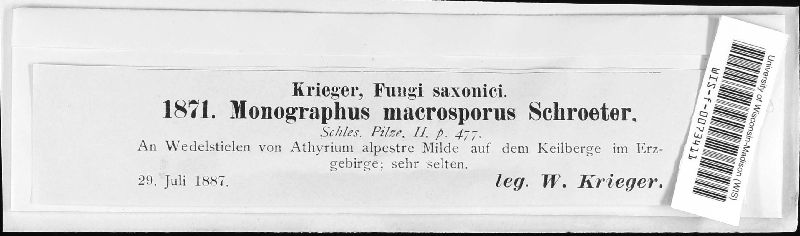 Krieger, Fungi saxonici.
1871. Monographus macrosporus Schroeter.
Schles. Pilze. II. p. 477.
An Wedelstielen von Athyrium alpestre Milde auf dem Keilberge im Erz-
gebirge; sehr selten.
29. Juli 1887.
leg. W. Krieger.
University of Wisconsin-Madison (WIS)
WIS-F-0073411